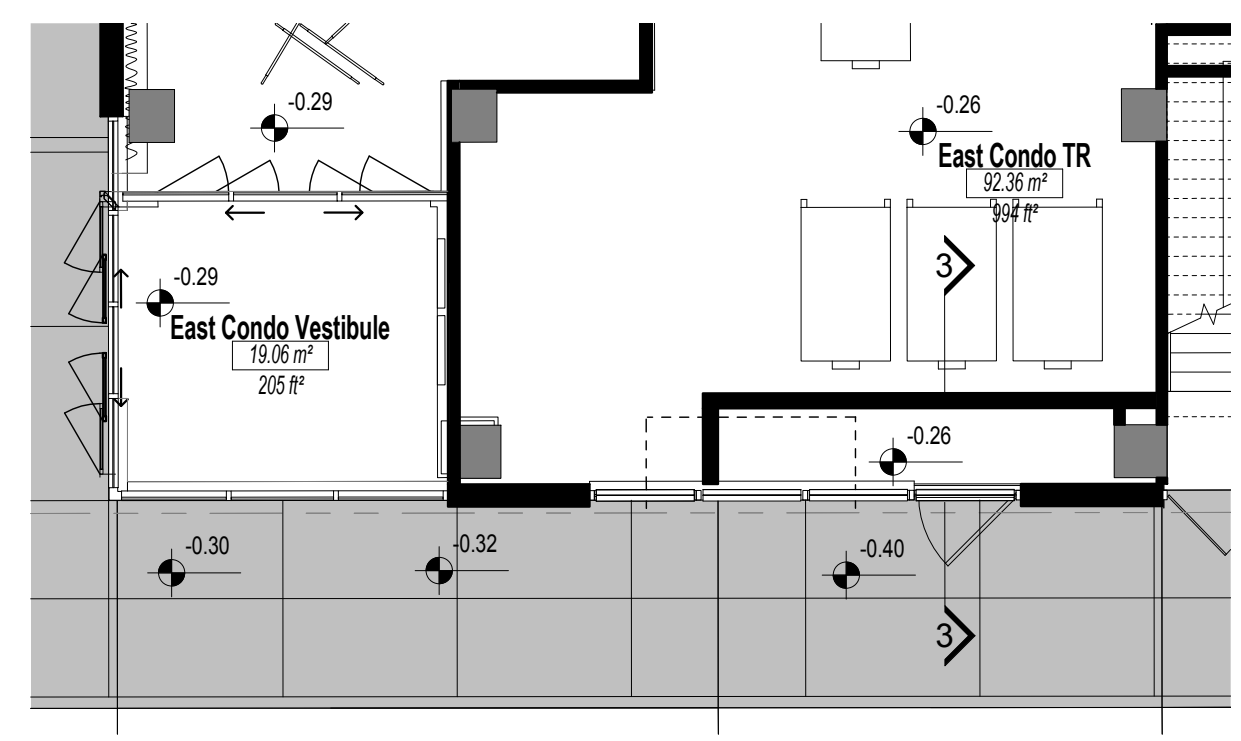 -0.29
-0.26
East Condo TR
92.36 m²
994 ft²
3
-0.29
East Condo Vestibule
19.06 m²
205 ft²
-0.26
-0.30
-0.32
-0.40
3